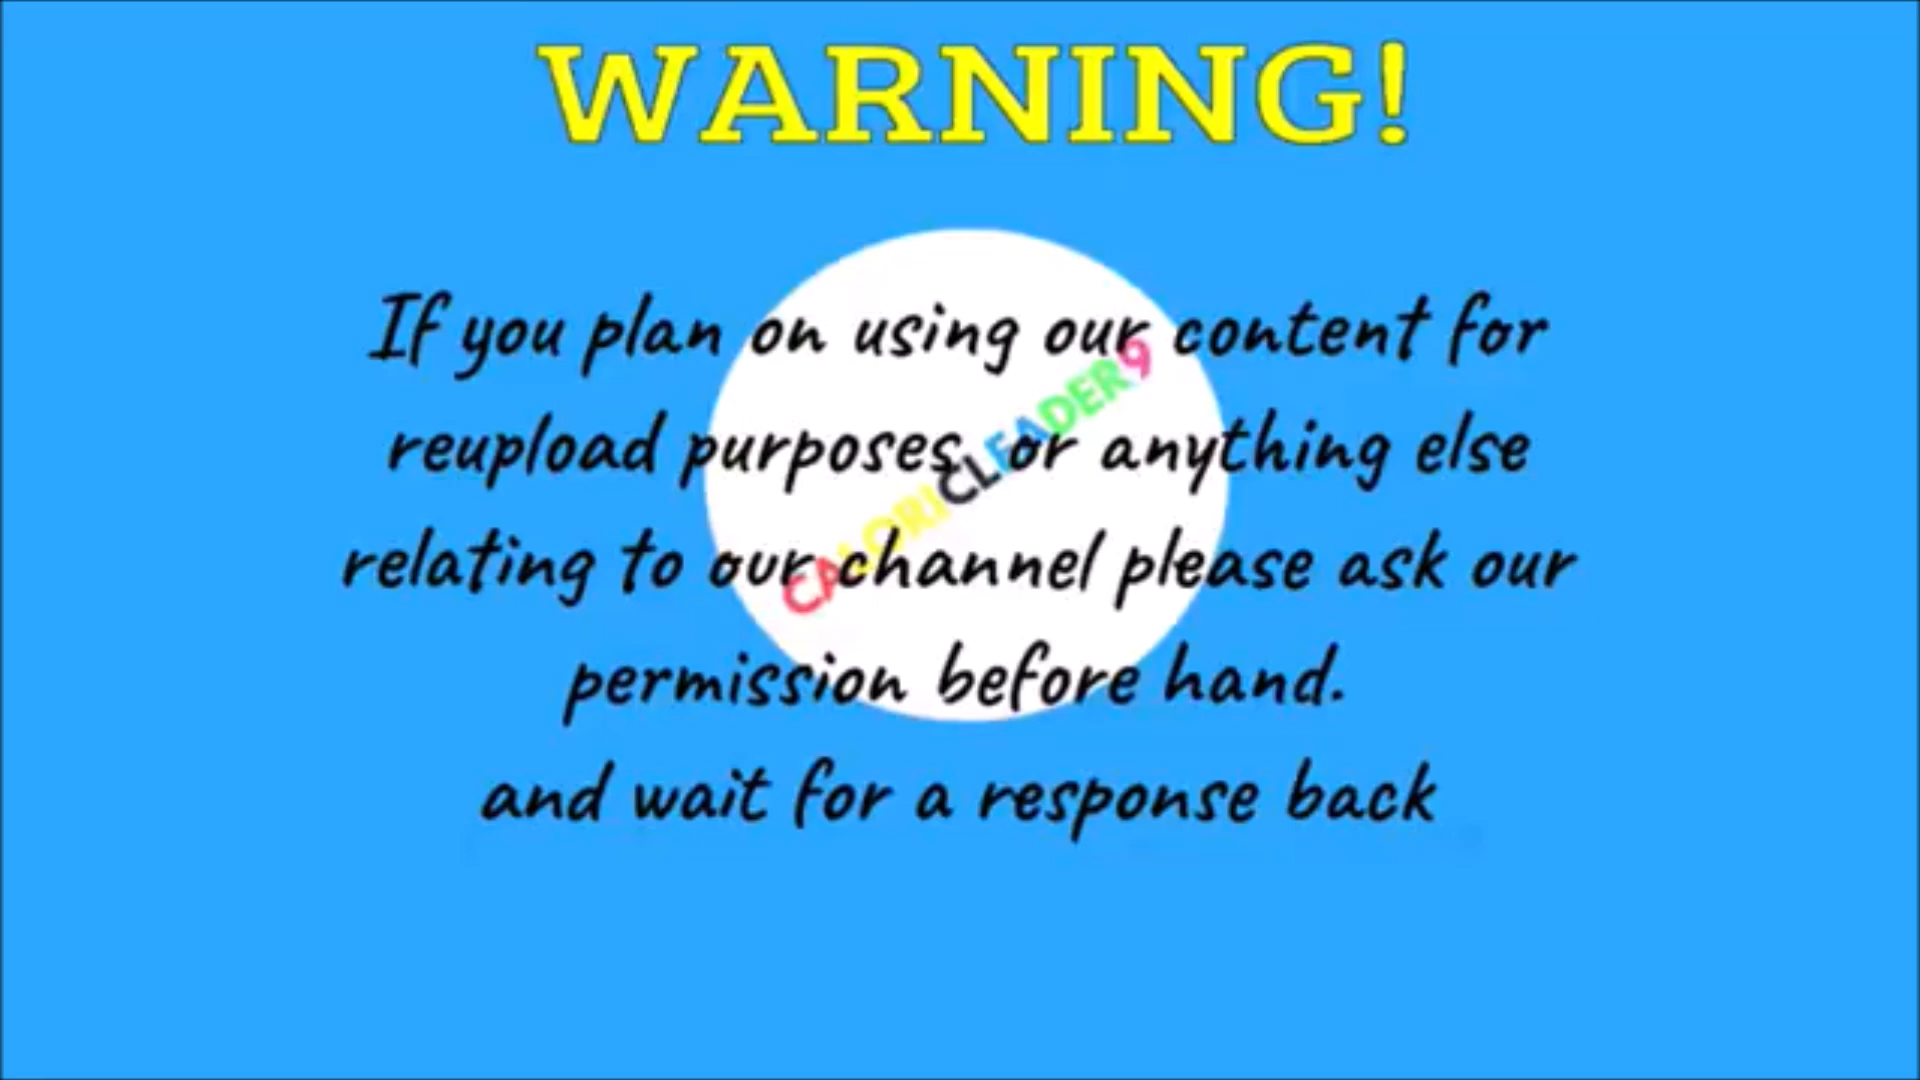 WARNING!
If you plan on using our content for
reupload purposes, or anything else
relating to our channel please ask our
permission before hand.
and wait for a response back
CALORICLEADER9